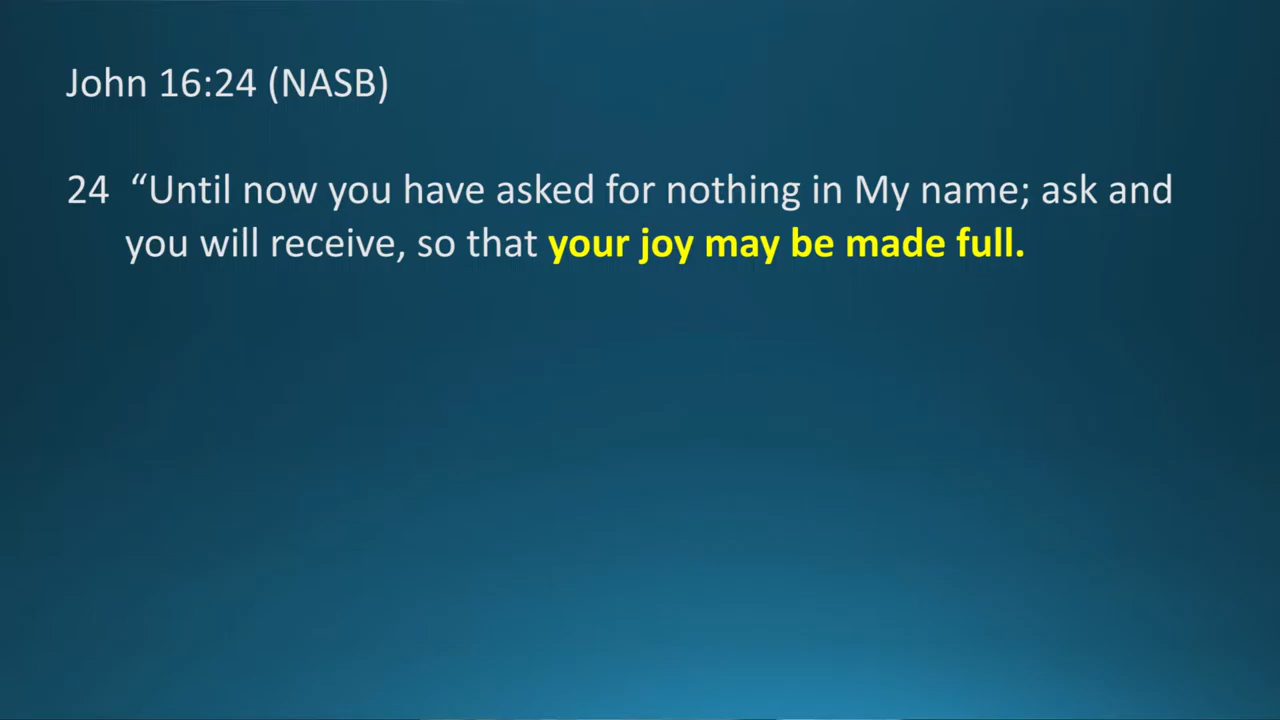 John 16:24 (NASB)
24 “Until now you have asked for nothing in My name; ask and
you will receive, so that your joy may be made full.